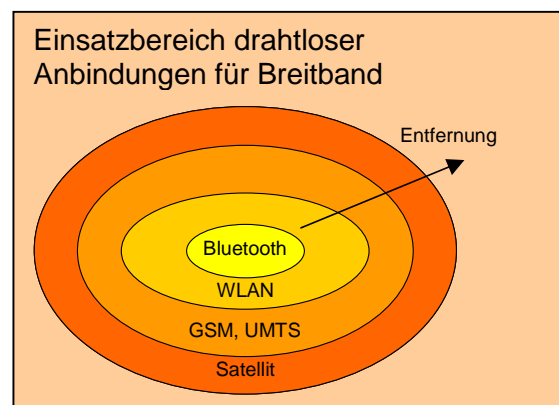 Einsatzbereich drahtloser
Anbindungen für Breitband
Entfernung
Bluetooth
WLAN
GSM, UMTS
Satellit